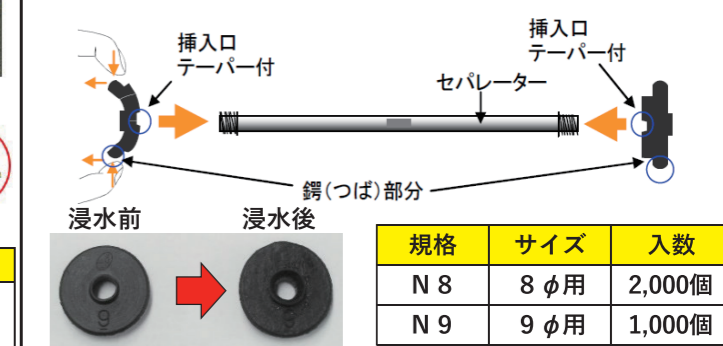 挿入口
テーパー付
セパレーター
挿入口
テーパー付
鍔(つば)部分
浸水前
浸水後
規格 サイズ 入数
N 8 8 φ用 2,000個
N 9 9 φ用 1,000個